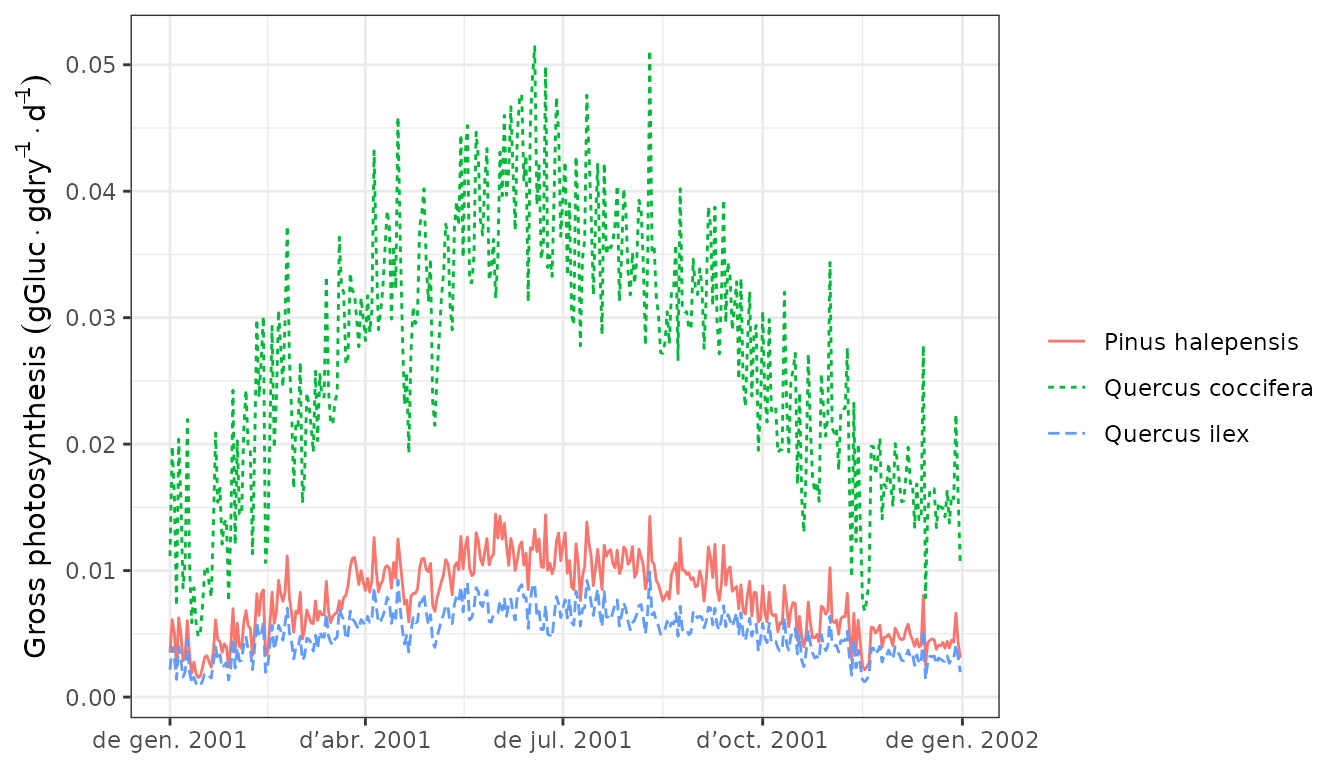 Gross photosynthesis (gGluc · gdry⁻¹ · d⁻¹)
0.05
0.04
0.03
0.02
0.01
0.00
de gen. 2001 d’abr. 2001 de jul. 2001 d’oct. 2001 de gen. 2002
Pinus halepensis
Quercus coccifera
Quercus ilex